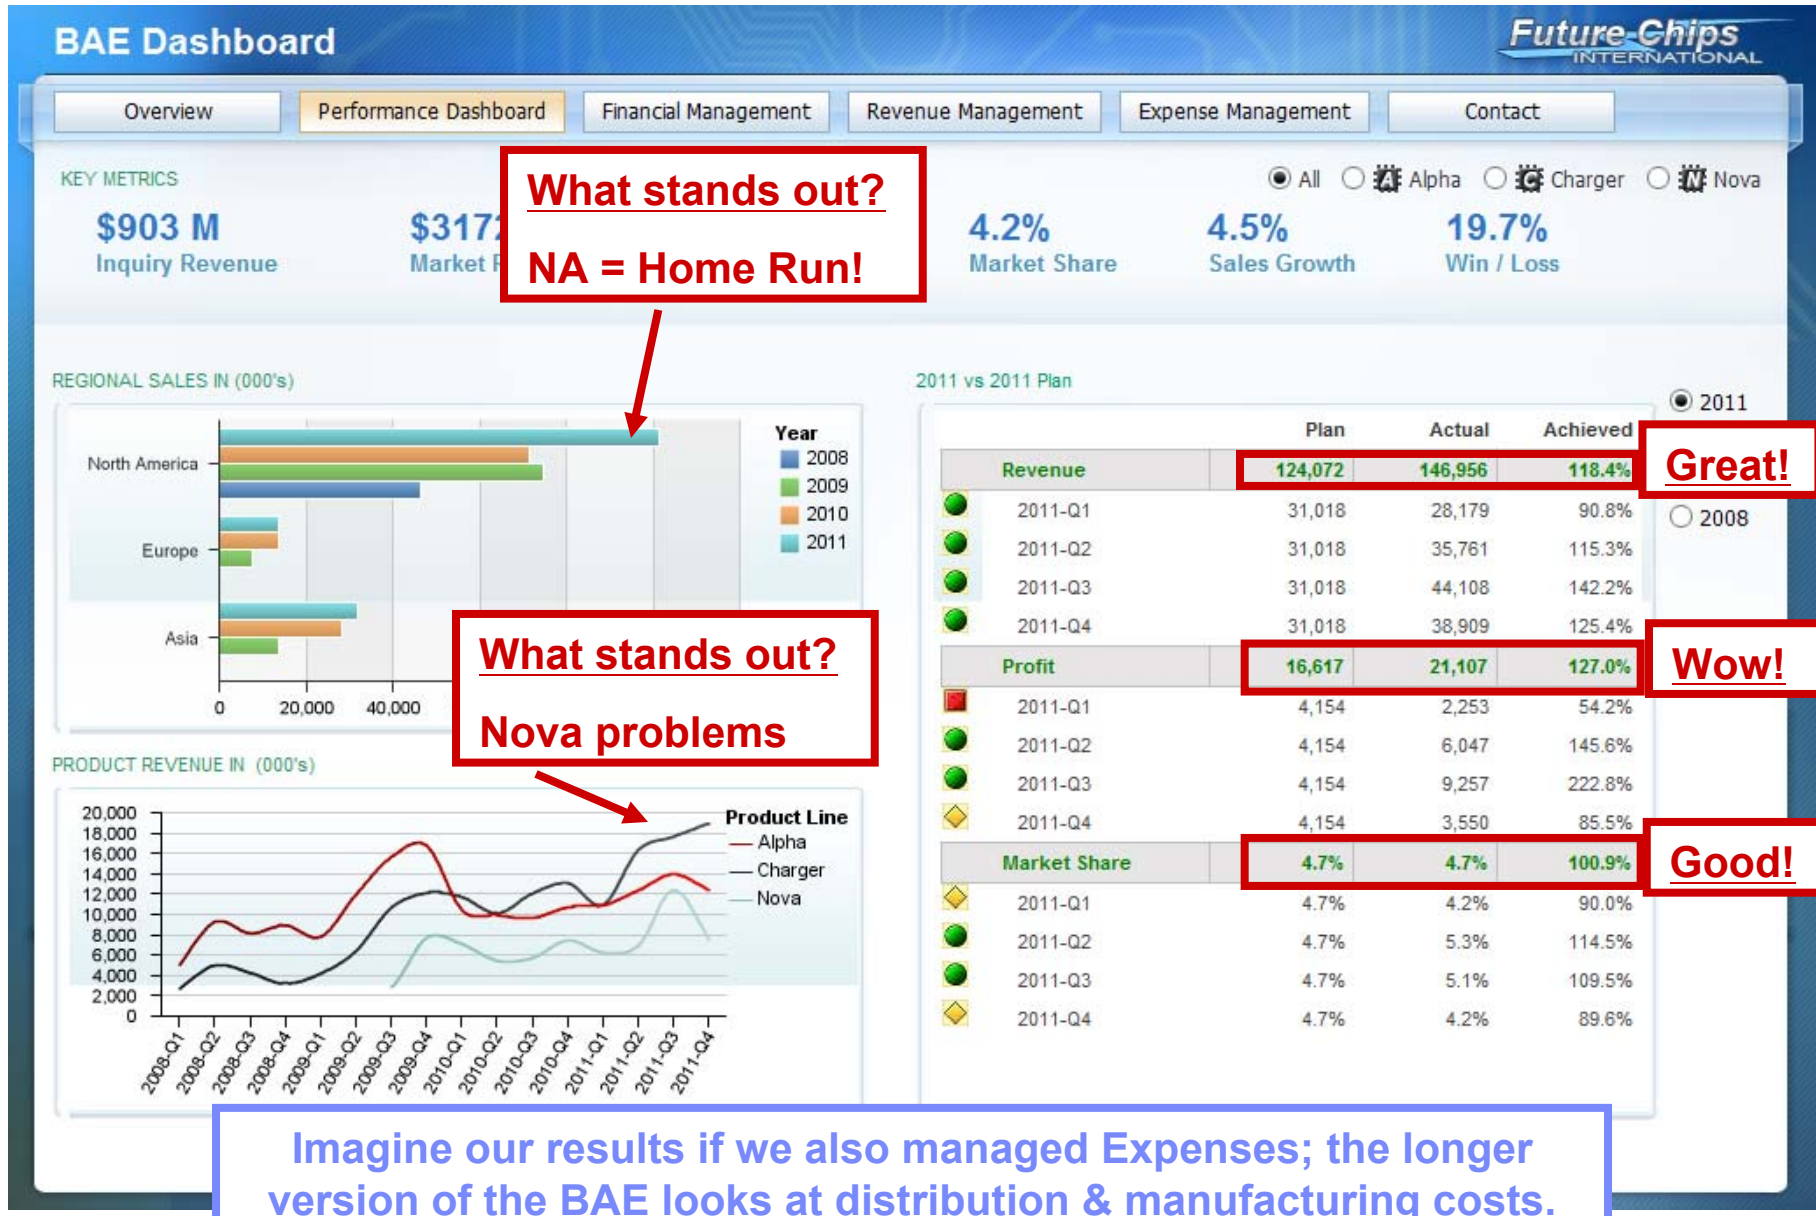 BAE Dashboard
Future Chips
INTERNATIONAL
Overview
Performance Dashboard
Financial Management
Revenue Management
Expense Management
Contact
KEY METRICS
All
A Alpha
C Charger
N Nova
$903 M
Inquiry Revenue
$3172
Market
What stands out?
NA = Home Run!
4.2%
Market Share
4.5%
Sales Growth
19.7%
Win / Loss
REGIONAL SALES IN (000's)
North America
Europe
Asia
0 20,000 40,000
Year
2008
2009
2010
2011
What stands out?
Nova problems
PRODUCT REVENUE IN (000's)
20,000
18,000
16,000
14,000
12,000
10,000
8,000
6,000
4,000
2,000
0
2008-Q1 2008-Q2 2008-Q3 2008-Q4 2009-Q1 2009-Q2 2009-Q3 2009-Q4 2010-Q1 2010-Q2 2010-Q3 2010-Q4 2011-Q1 2011-Q2 2011-Q3 2011-Q4
Product Line
Alpha
Charger
Nova
2011 vs 2011 Plan
2011
2008
Plan Actual Achieved
Revenue 124,072 146,956 118.4%
Great!
2011-Q1 31,018 28,179 90.8%
2011-Q2 31,018 35,761 115.3%
2011-Q3 31,018 44,108 142.2%
2011-Q4 31,018 38,909 125.4%
Profit 16,617 21,107 127.0%
Wow!
2011-Q1 4,154 2,253 54.2%
2011-Q2 4,154 6,047 145.6%
2011-Q3 4,154 9,257 222.8%
2011-Q4 4,154 3,550 85.5%
Market Share 4.7% 4.7% 100.9%
Good!
2011-Q1 4.7% 4.2% 90.0%
2011-Q2 4.7% 5.3% 114.5%
2011-Q3 4.7% 5.1% 109.5%
2011-Q4 4.7% 4.2% 89.6%
Imagine our results if we also managed Expenses; the longer
version of the BAE looks at distribution & manufacturing costs.